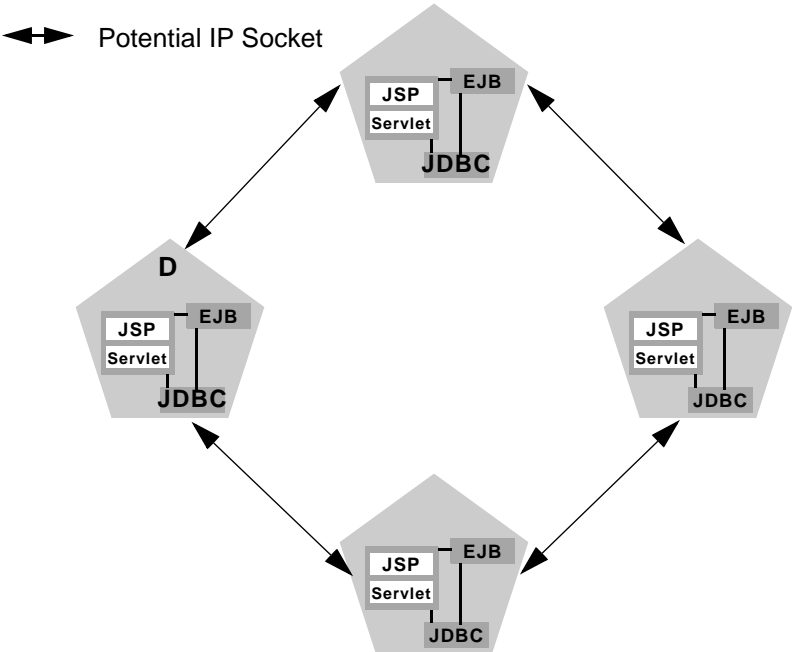 Potential IP Socket
EJB
JSP
Servlet
JDBC
D
EJB
JSP
Servlet
JDBC
EJB
JSP
Servlet
JDBC
EJB
JSP
Servlet
JDBC